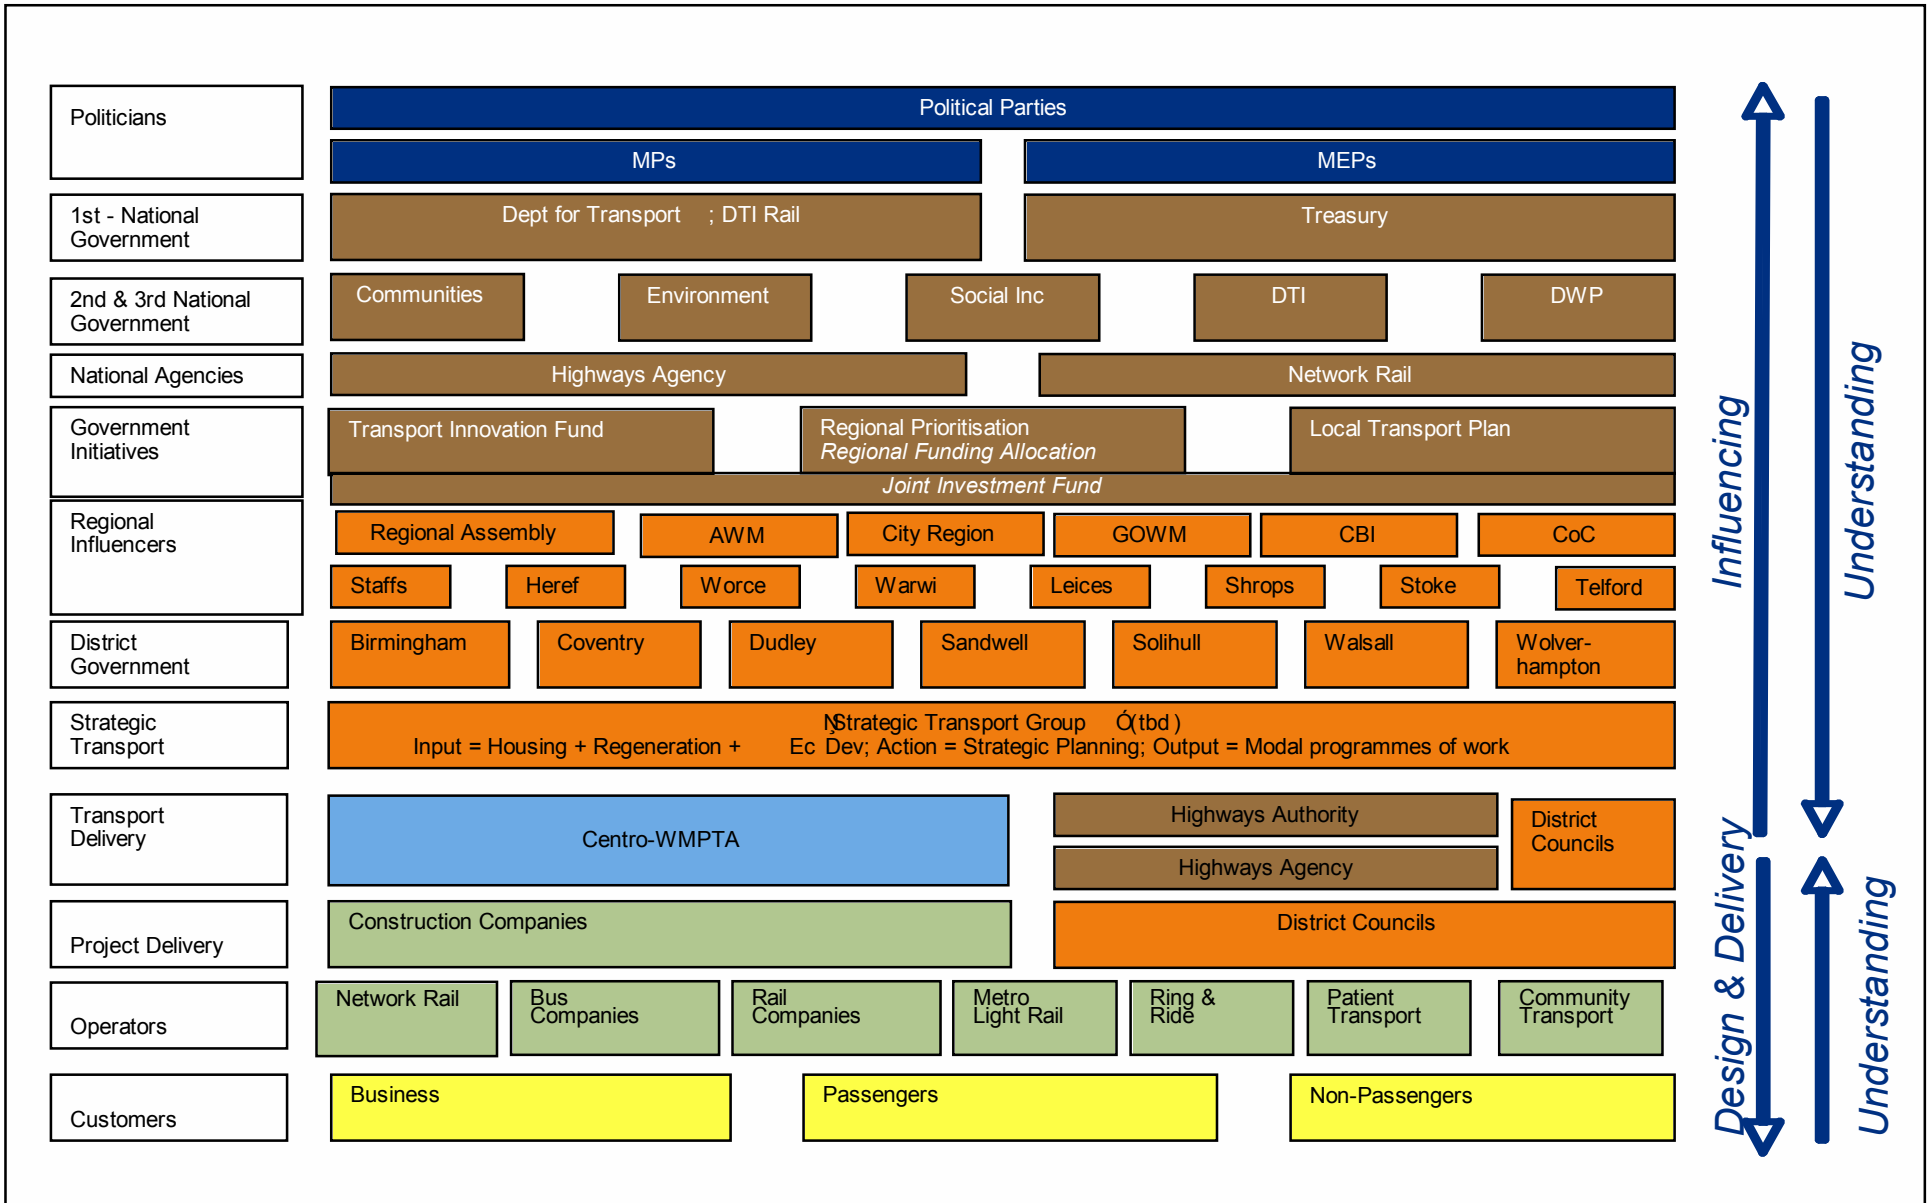 Politicians
Political Parties
MPs
MEPs
1st - National
Government
Dept for Transport ; DTI Rail
Treasury
2nd & 3rd National
Government
Communities
Environment
Social Inc
DTI
DWP
National Agencies
Highways Agency
Network Rail
Government
Initiatives
Transport Innovation Fund
Regional Prioritisation
Regional Funding Allocation
Local Transport Plan
Joint Investment Fund
Regional
Influencers
Regional Assembly
AWM
City Region
GOWM
CBI
CoC
Staffs
Heref
Worce
Warwi
Leices
Shrops
Stoke
Telford
District
Government
Birmingham
Coventry
Dudley
Sandwell
Solihull
Walsall
Wolver-
hampton
Strategic
Transport
Strategic Transport Group Ó(tbd )
Input = Housing + Regeneration + Ec Dev; Action = Strategic Planning; Output = Modal programmes of work
Transport
Delivery
Centro-WMPTA
Highways Authority
Highways Agency
District
Councils
Project Delivery
Construction Companies
District Councils
Operators
Network Rail
Bus
Companies
Rail
Companies
Metro
Light Rail
Ring &
Ride
Patient
Transport
Community
Transport
Customers
Business
Passengers
Non-Passengers
Influencing
Understanding
Design & Delivery
Understanding